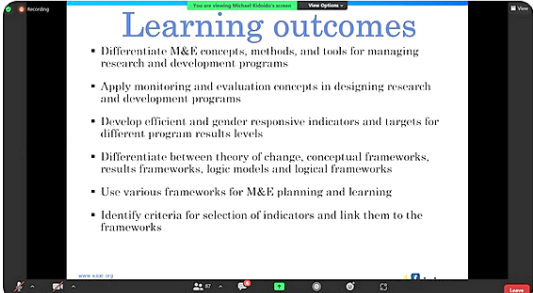 Recording
You are viewing Michael Kidoido's screen
View Options
View
Learning outcomes
▪ Differentiate M&E concepts, methods, and tools for managing
research and development programs
▪ Apply monitoring and evaluation concepts in designing research
and development programs
▪ Develop efficient and gender responsive indicators and targets for
different program results levels
▪ Differentiate between theory of change, conceptual frameworks,
results frameworks, logic models and logical frameworks
▪ Use various frameworks for M&E planning and learning
▪ Identify criteria for selection of indicators and link them to the
frameworks
Leave